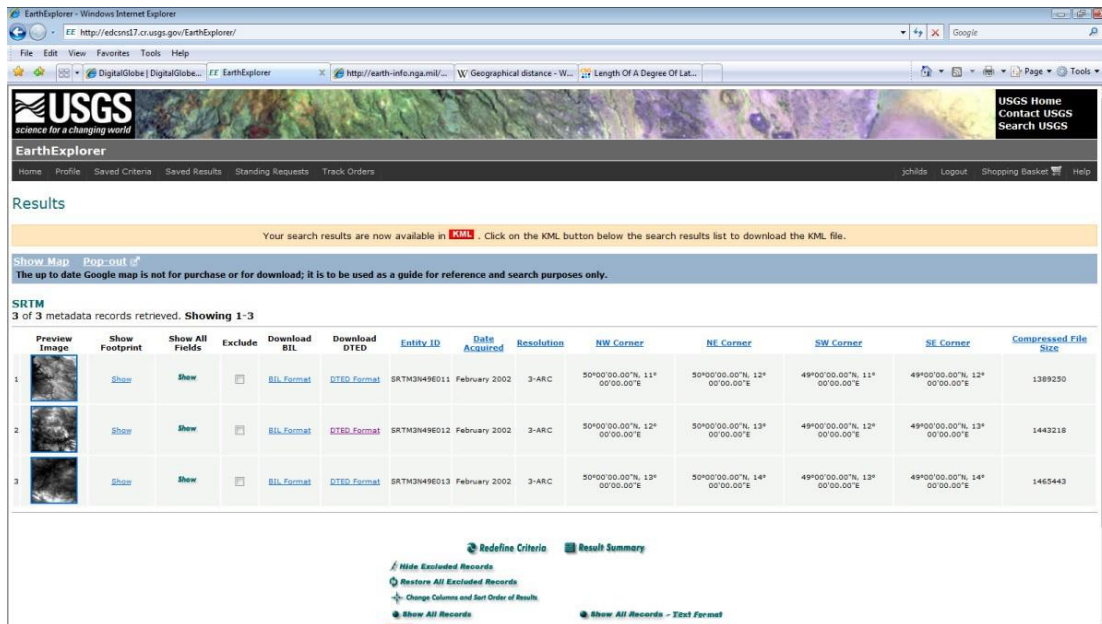 EarthExplorer - Windows Internet Explorer
EE http://edcsns17.cr.usgs.gov/EarthExplorer/
Google
File Edit View Favorites Tools Help
DigitalGlobe | DigitalGlobe... EE EarthExplorer X http://earth-info.nga.mil/... W Geographical distance - W... Length Of A Degree Of Lat...
Page Tools
USGS
science for a changing world
USGS Home
Contact USGS
Search USGS
EarthExplorer
Home Profile Saved Criteria Saved Results Standing Requests Track Orders jchilds Logout Shopping Basket Help
Results
Your search results are now available in KML . Click on the KML button below the search results list to download the KML file.
Show Map Pop-out
The up to date Google map is not for purchase or for download; it is to be used as a guide for reference and search purposes only.
SRTM
3 of 3 metadata records retrieved. Showing 1-3
Preview Image Show Footprint Show All Fields Exclude Download BIL Download DTED Entity ID Date Acquired Resolution NW Corner NE Corner SW Corner SE Corner Compressed File Size
1 Show Show BIL Format DTED Format SRTM3N49E011 February 2002 3-ARC 50°00'00.00"N, 11°00'00.00"E 50°00'00.00"N, 12°00'00.00"E 49°00'00.00"N, 11°00'00.00"E 49°00'00.00"N, 12°00'00.00"E 1389250
2 Show Show BIL Format DTED Format SRTM3N49E012 February 2002 3-ARC 50°00'00.00"N, 12°00'00.00"E 50°00'00.00"N, 13°00'00.00"E 49°00'00.00"N, 12°00'00.00"E 49°00'00.00"N, 13°00'00.00"E 1443218
3 Show Show BIL Format DTED Format SRTM3N49E013 February 2002 3-ARC 50°00'00.00"N, 13°00'00.00"E 50°00'00.00"N, 14°00'00.00"E 49°00'00.00"N, 13°00'00.00"E 49°00'00.00"N, 14°00'00.00"E 1465443
Redefine Criteria Result Summary
Hide Excluded Records
Restore All Excluded Records
Change Columns and Sort Order of Results
Show All Records Show All Records - Text Format